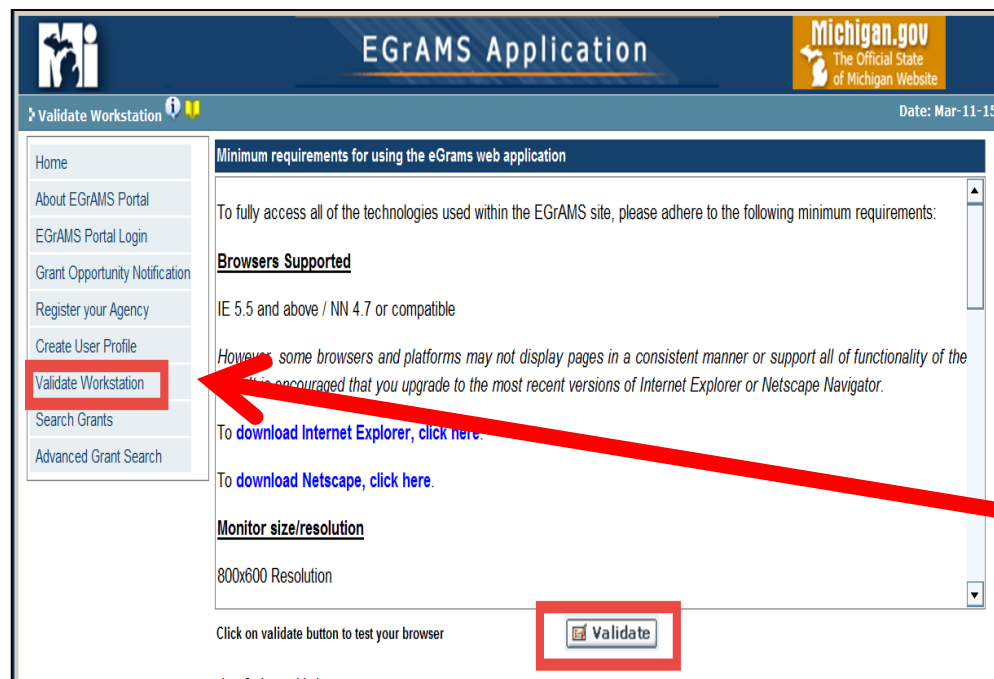 EGrAMS Application
Michigan.gov
The Official State
of Michigan Website
Validate Workstation
Date: Mar-11-15
Home
About EGrAMS Portal
EGrAMS Portal Login
Grant Opportunity Notification
Register your Agency
Create User Profile
Validate Workstation
Search Grants
Advanced Grant Search
Minimum requirements for using the eGrams web application
To fully access all of the technologies used within the EGrAMS site, please adhere to the following minimum requirements:
Browsers Supported
IE 5.5 and above / NN 4.7 or compatible
However, some browsers and platforms may not display pages in a consistent manner or support all of functionality of the
is encouraged that you upgrade to the most recent versions of Internet Explorer or Netscape Navigator.
To download Internet Explorer, click here.
To download Netscape, click here.
Monitor size/resolution
800x600 Resolution
Click on validate button to test your browser
Validate